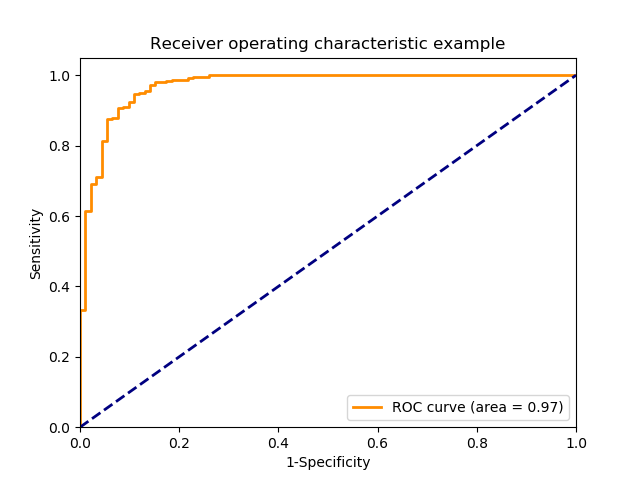 Receiver operating characteristic example
1.0
0.8
0.6
0.4
0.2
0.0
Sensitivity
ROC curve (area = 0.97)
0.0 0.2 0.4 0.6 0.8 1.0
1-Specificity